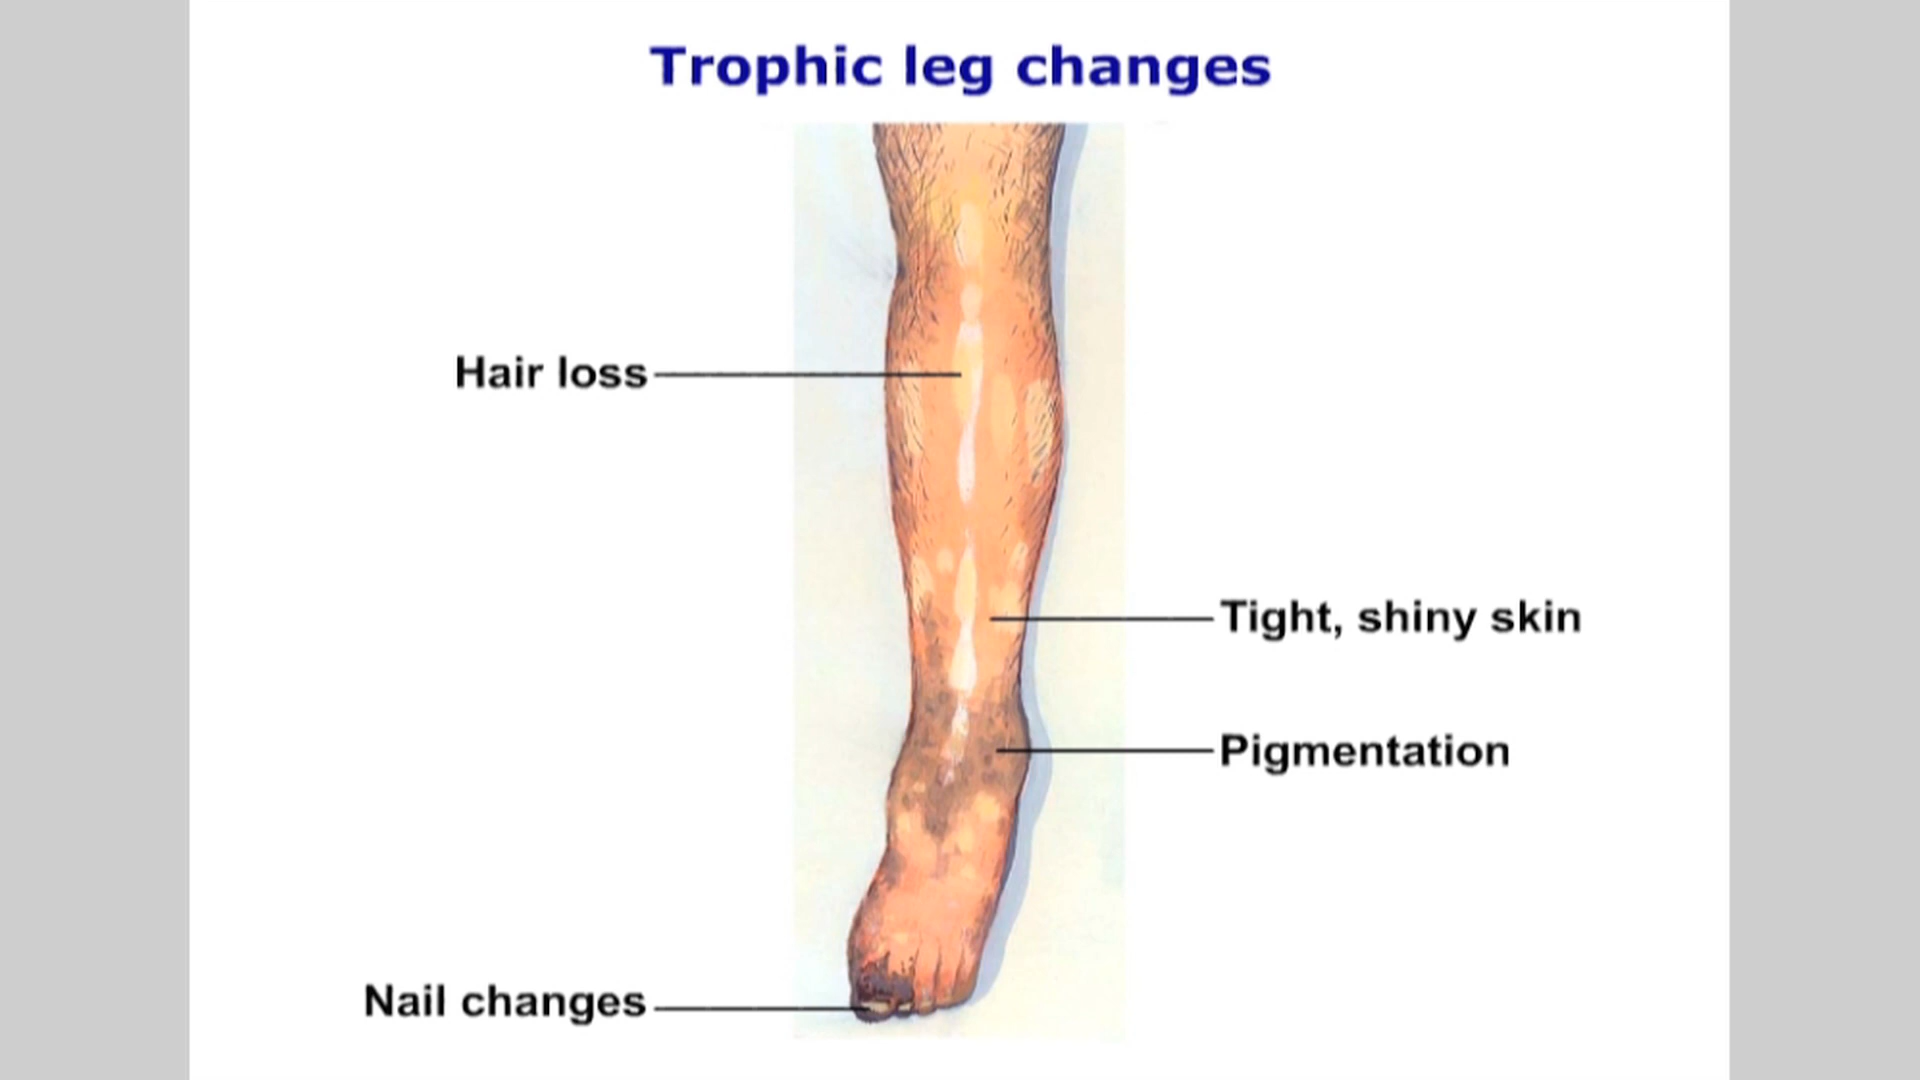 Trophic leg changes
Hair loss
Tight, shiny skin
Pigmentation
Nail changes